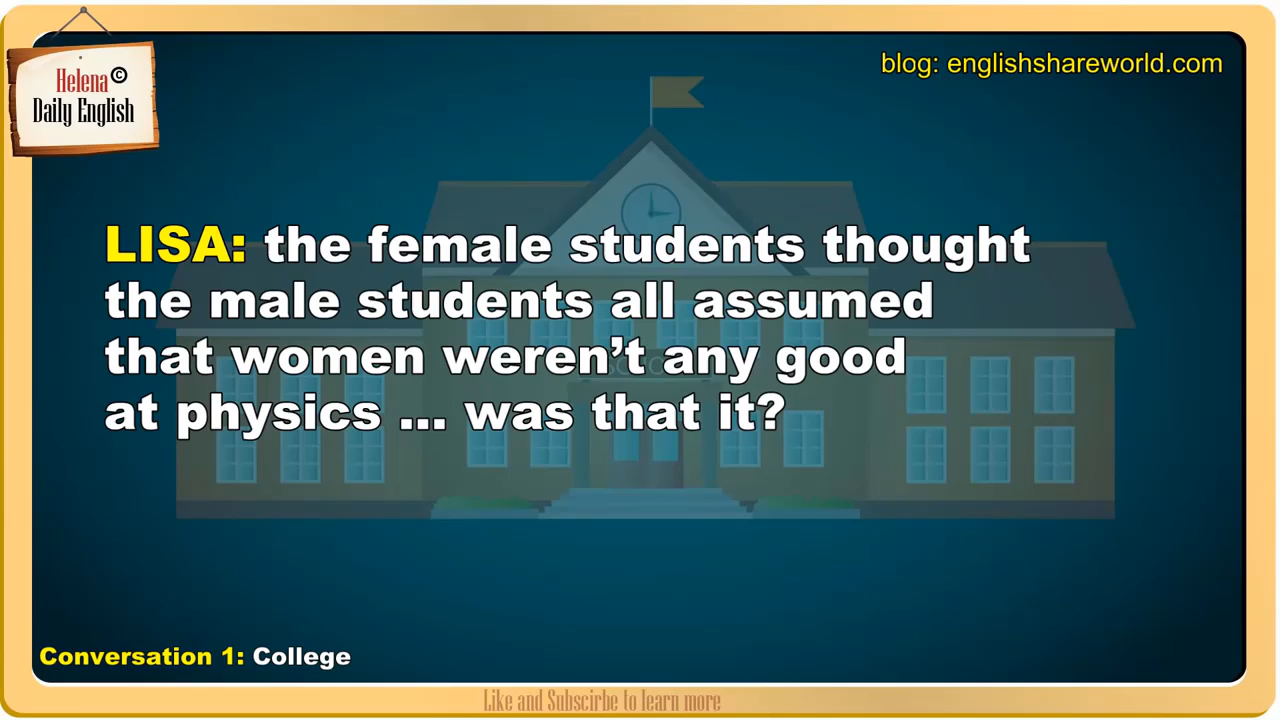 Helena©
Daily English
blog: englishshareworld.com
LISA: the female students thought
the male students all assumed
that women weren’t any good
at physics ... was that it?
Conversation 1: College
Like and Subscirbe to learn more